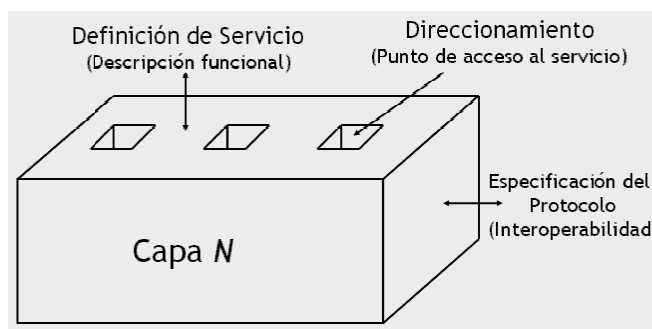 Definición de Servicio
(Descripción funcional)
Direccionamiento
(Punto de acceso al servicio)
Especificación del
Protocolo
(Interoperabilidad
Capa N